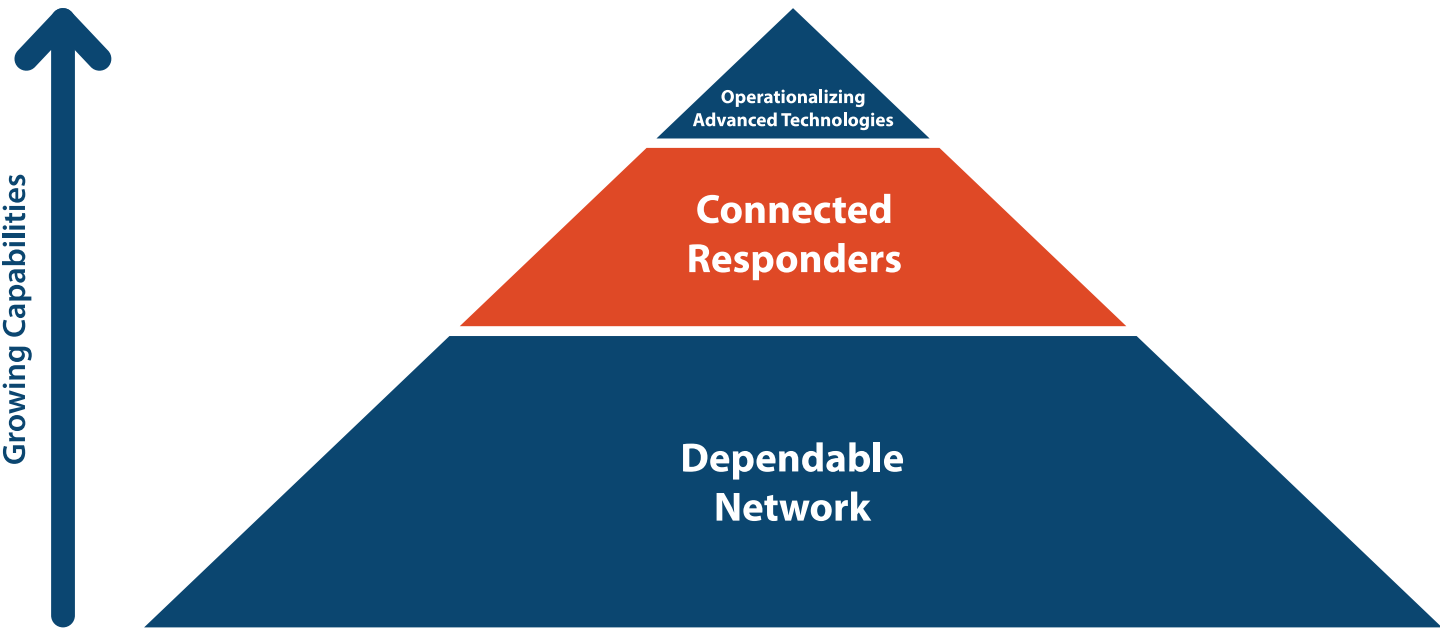 Growing Capabilities
Operationalizing
Advanced Technologies
Connected
Responders
Dependable
Network